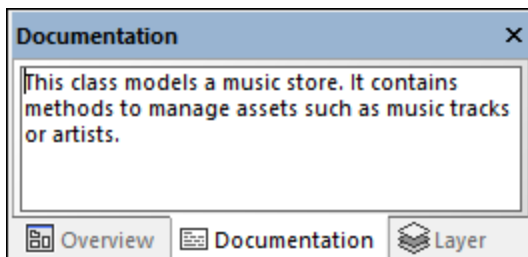 Documentation
This class models a music store. It contains
methods to manage assets such as music tracks
or artists.
Overview Documentation Layer